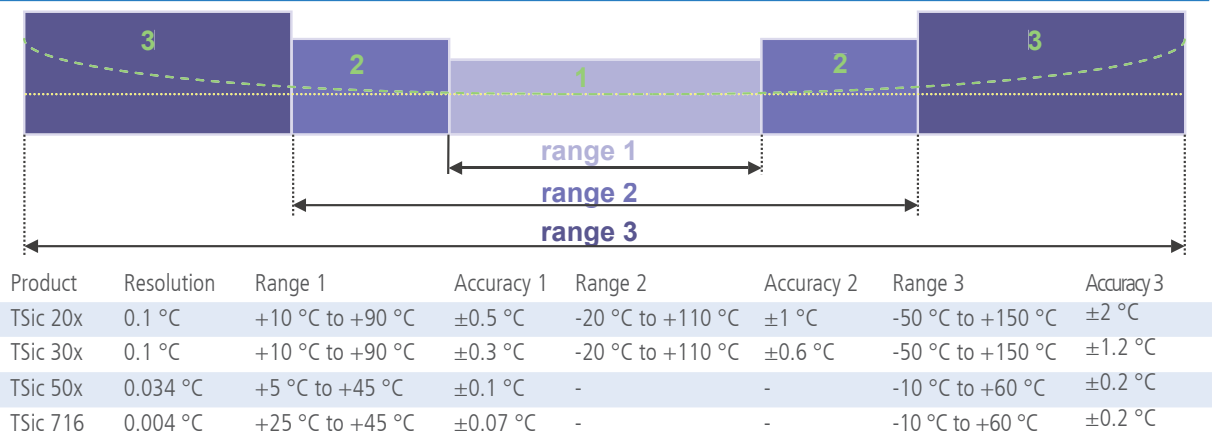 3 3
2 2
1
range 1
range 2
range 3
Product Resolution Range 1 Accuracy 1 Range 2 Accuracy 2 Range 3 Accuracy 3
TSic 20x 0.1 °C +10 °C to +90 °C ±0.5 °C -20 °C to +110 °C ±1 °C -50 °C to +150 °C ±2 °C
TSic 30x 0.1 °C +10 °C to +90 °C ±0.3 °C -20 °C to +110 °C ±0.6 °C -50 °C to +150 °C ±1.2 °C
TSic 50x 0.034 °C +5 °C to +45 °C ±0.1 °C - - -10 °C to +60 °C ±0.2 °C
TSic 716 0.004 °C +25 °C to +45 °C ±0.07 °C - - -10 °C to +60 °C ±0.2 °C